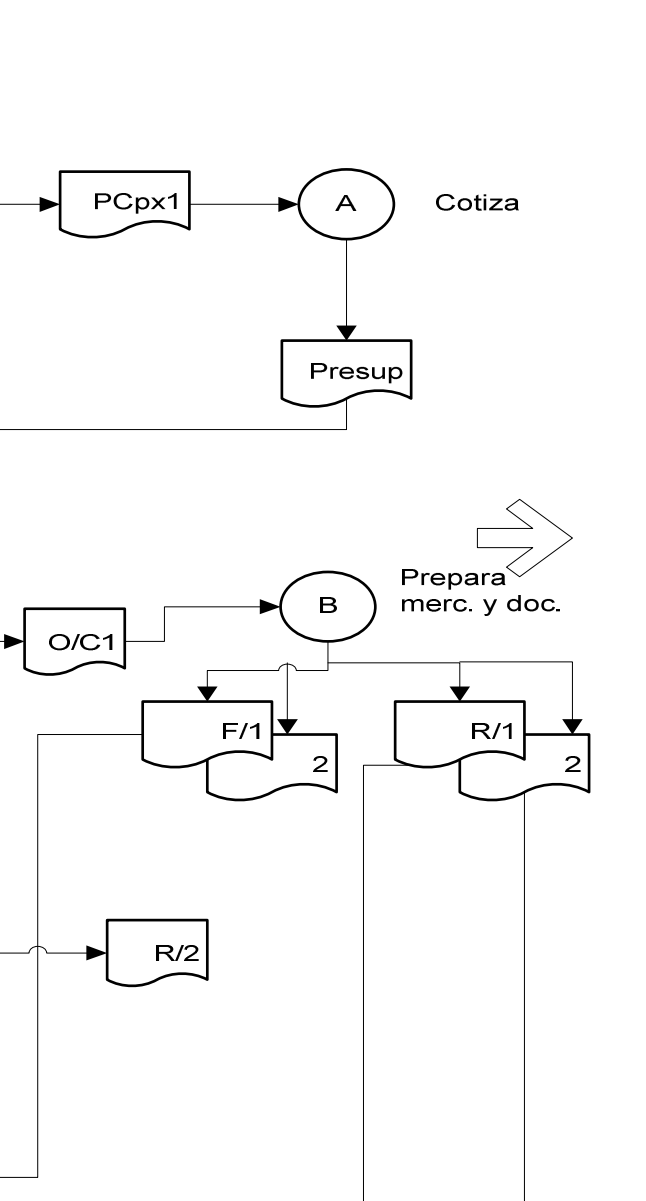 PCpx1
A
Cotiza
Presup
Prepara
merc. y doc.
B
O/C1
F/1
2
R/1
2
R/2